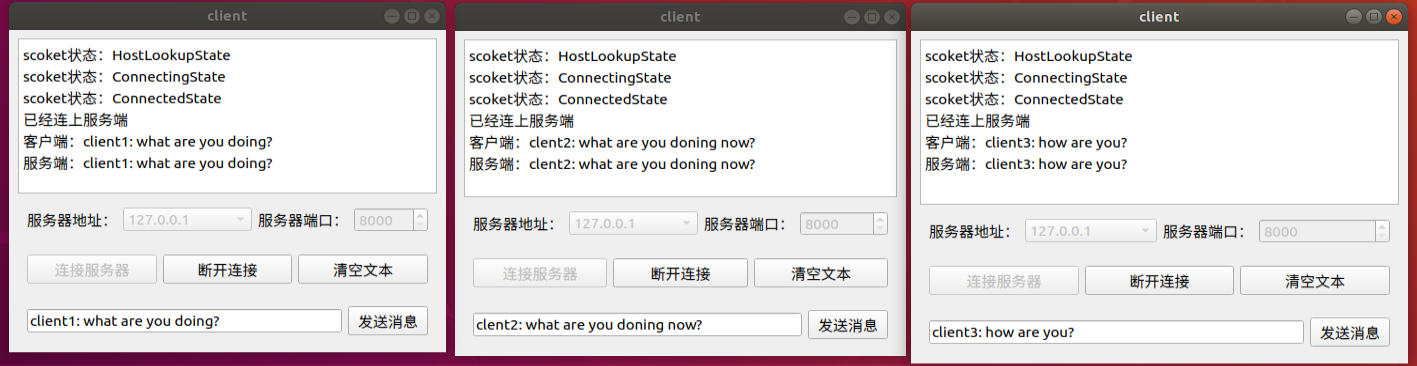 client
scoket状态：HostLookupState
scoket状态：ConnectingState
scoket状态：ConnectedState
已经连上服务端
客户端：client1: what are you doing?
服务端：client1: what are you doing?
服务器地址： 127.0.0.1 服务器端口： 8000
连接服务器 断开连接 清空文本
client1: what are you doing? 发送消息
client
scoket状态：HostLookupState
scoket状态：ConnectingState
scoket状态：ConnectedState
已经连上服务端
客户端：clent2: what are you doning now?
服务端：clent2: what are you doning now?
服务器地址： 127.0.0.1 服务器端口： 8000
连接服务器 断开连接 清空文本
clent2: what are you doning now? 发送消息
client
scoket状态：HostLookupState
scoket状态：ConnectingState
scoket状态：ConnectedState
已经连上服务端
客户端：client3: how are you?
服务端：client3: how are you?
服务器地址： 127.0.0.1 服务器端口： 8000
连接服务器 断开连接 清空文本
client3: how are you? 发送消息